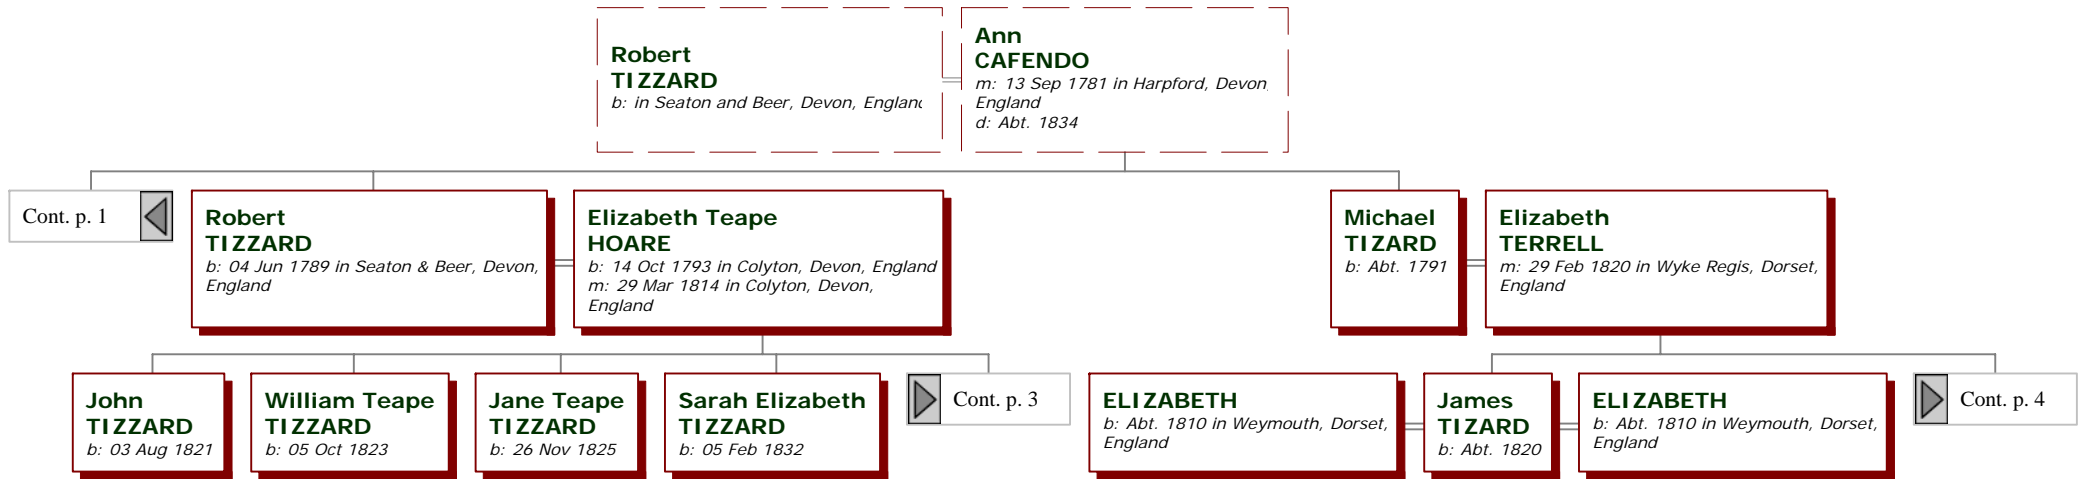 Robert
TIZZARD
b: in Seaton and Beer, Devon, England
Ann
CAFENDO
m: 13 Sep 1781 in Harpford, Devon,
England
d: Abt. 1834
Cont. p. 1
Robert
TIZZARD
b: 04 Jun 1789 in Seaton & Beer, Devon,
England
Elizabeth Teape
HOARE
b: 14 Oct 1793 in Colyton, Devon, England
m: 29 Mar 1814 in Colyton, Devon,
England
Michael
TIZARD
b: Abt. 1791
Elizabeth
TERRELL
m: 29 Feb 1820 in Wyke Regis, Dorset,
England
John
TIZZARD
b: 03 Aug 1821
William Teape
TIZZARD
b: 05 Oct 1823
Jane Teape
TIZZARD
b: 26 Nov 1825
Sarah Elizabeth
TIZZARD
b: 05 Feb 1832
Cont. p. 3
ELIZABETH
b: Abt. 1810 in Weymouth, Dorset,
England
James
TIZARD
b: Abt. 1820
ELIZABETH
b: Abt. 1810 in Weymouth, Dorset,
England
Cont. p. 4